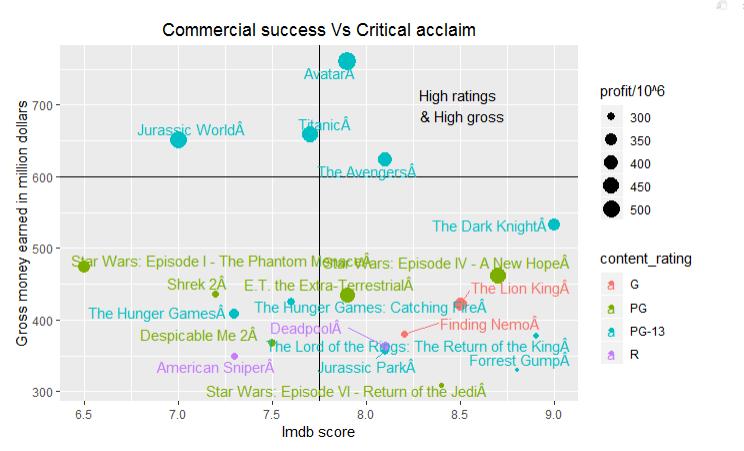 Commercial success Vs Critical acclaim
Gross money earned in million dollars
700
600
500
400
300
AvatarÂ
High ratings
& High gross
Jurassic WorldÂ
TitanicÂ
The AvengersÂ
The Dark KnightÂ
Star Wars: Episode I - The Phantom MenaceÂ
Star Wars: Episode IV - A New HopeÂ
Shrek 2Â
E.T. the Extra-TerrestrialÂ
The Lion KingÂ
The Hunger GamesÂ
The Hunger Games: Catching FireÂ
DeadpoolÂ
Finding NemoÂ
Despicable Me 2Â
The Lord of the Rings: The Return of the KingÂ
American SniperÂ
Jurassic ParkÂ
Forrest GumpÂ
Star Wars: Episode VI - Return of the JediÂ
6.5
7.0
7.5
8.0
8.5
9.0
Imdb score
profit/10^6
300
350
400
450
500
content_rating
a G
a PG
a PG-13
a R